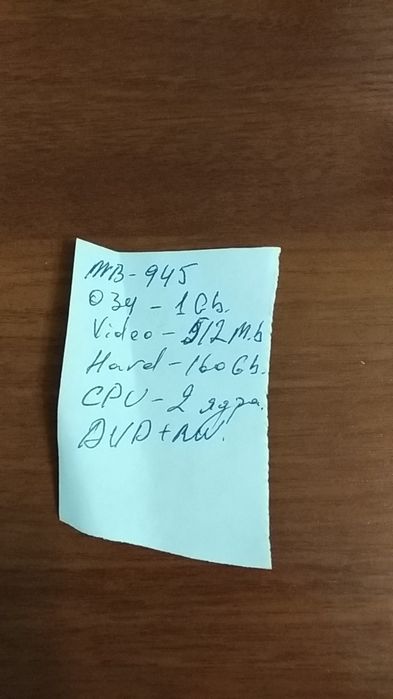 MB-945
ОЗУ - 1Gb.
Video - 512Mb
Hard - 160Gb.
CPU - 2 ядра.
DVD+RW.